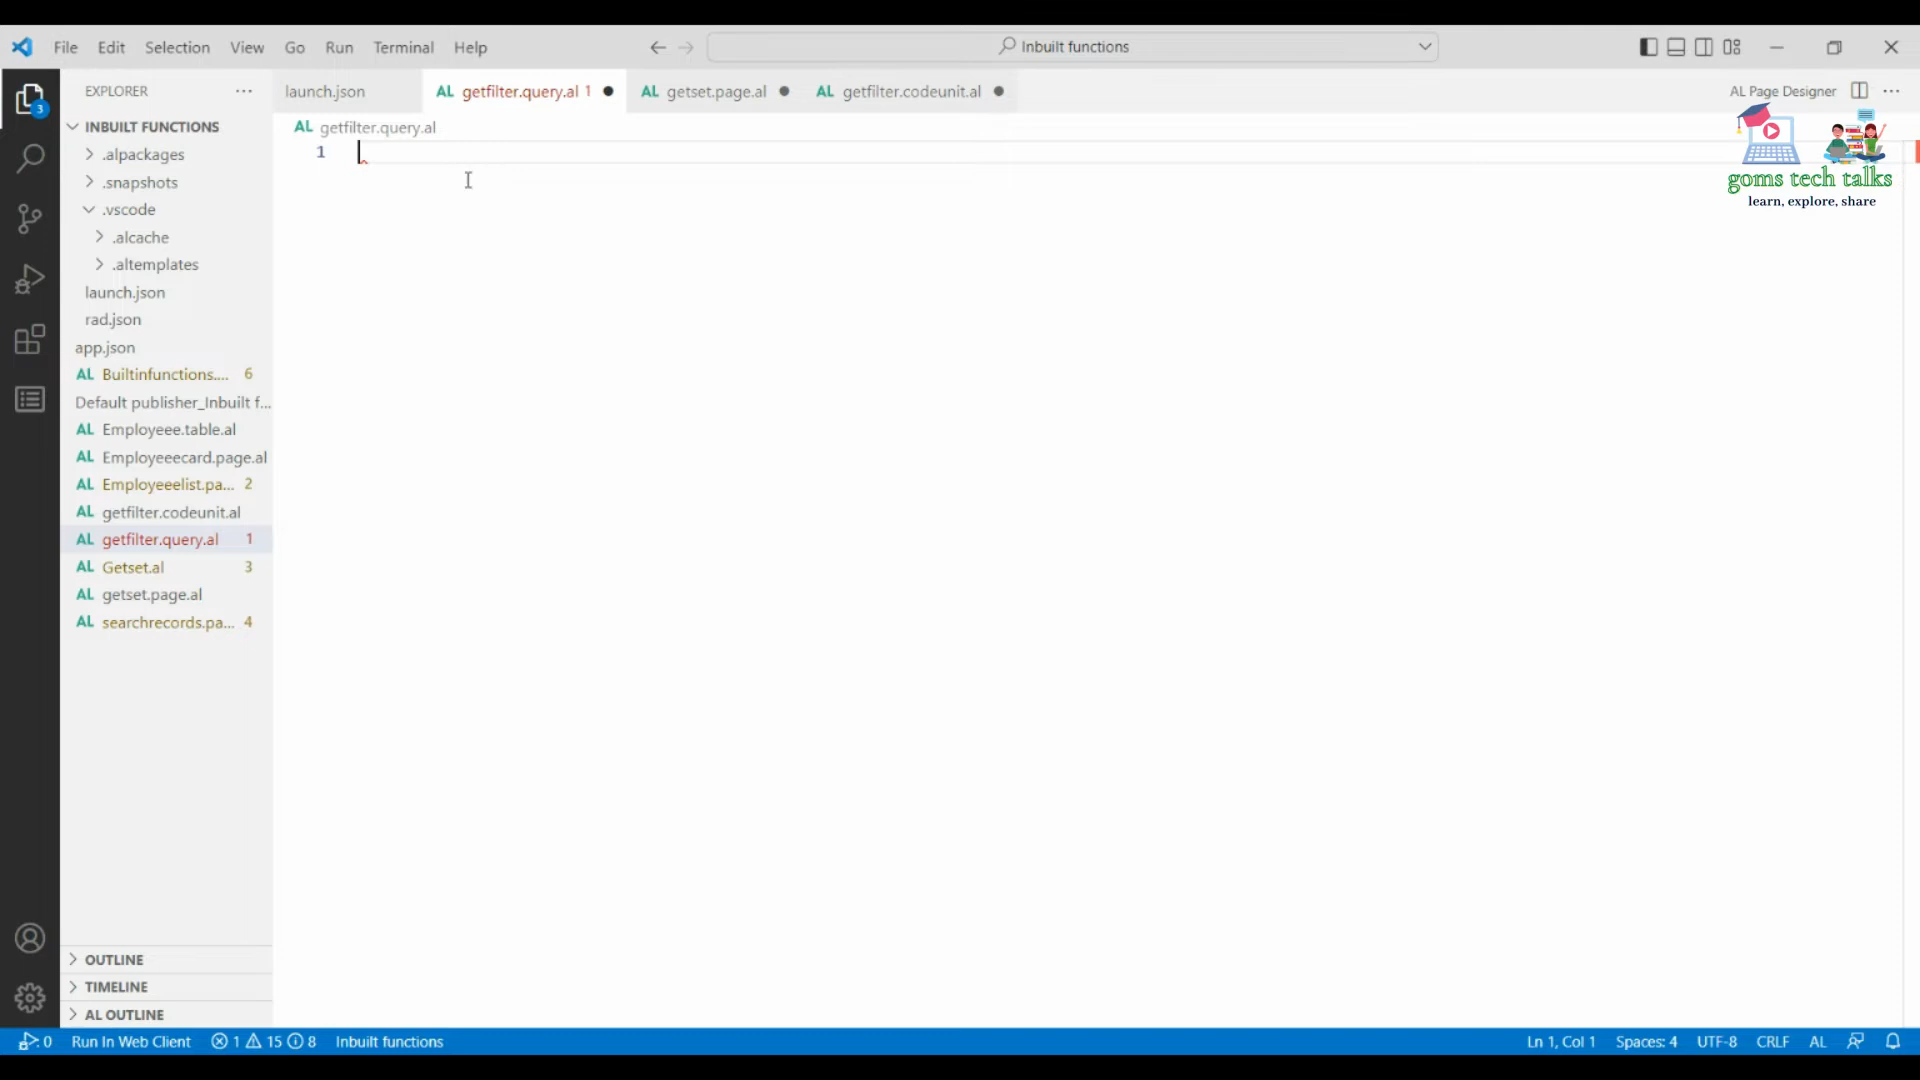 File Edit Selection View Go Run Terminal Help
Inbuilt functions
EXPLORER
launch.json
AL getfilter.query.al 1
AL getset.page.al
AL getfilter.codeunit.al
AL Page Designer
3
INBUILT FUNCTIONS
.alpackages
.snapshots
.vscode
.alcache
.altemplates
launch.json
rad.json
app.json
AL Builtinfunctions.... 6
Default publisher_Inbuilt f...
AL Employeee.table.al
AL Employeeecard.page.al
AL Employeeelist.pa... 2
AL getfilter.codeunit.al
AL getfilter.query.al 1
AL Getset.al 3
AL getset.page.al
AL searchrecords.pa... 4
OUTLINE
TIMELINE
AL OUTLINE
AL getfilter.query.al
1
goms tech talks
learn, explore, share
0 Run In Web Client 1 15 8 Inbuilt functions
Ln 1, Col 1 Spaces: 4 UTF-8 CRLF AL